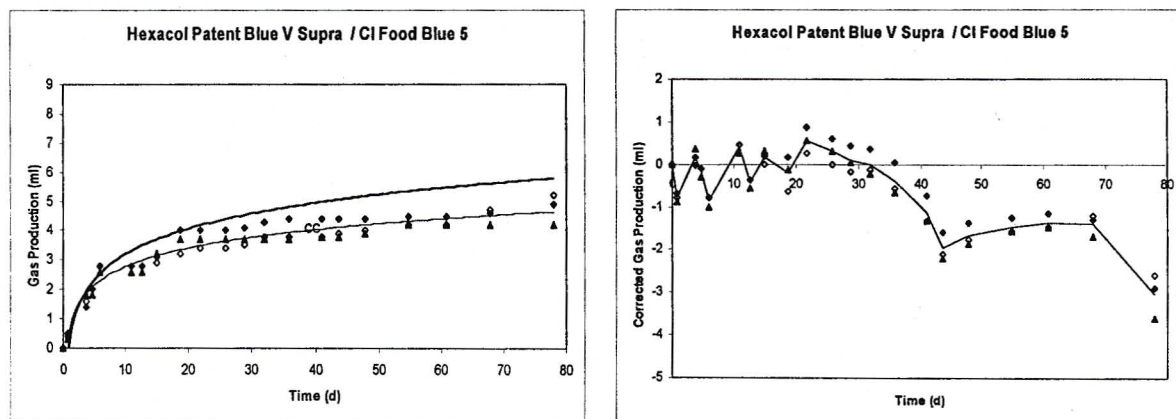 Hexacol Patent Blue V Supra / CI Food Blue 5
Gas Production (ml)
9
8
7
6
5
4
3
2
1
0
0 10 20 30 40 50 60 70 80
Time (d)
Hexacol Patent Blue V Supra / CI Food Blue 5
Corrected Gas Production (ml)
2
1
0
-1
-2
-3
-4
-5
0 10 20 30 40 50 60 70 80
Time (d)